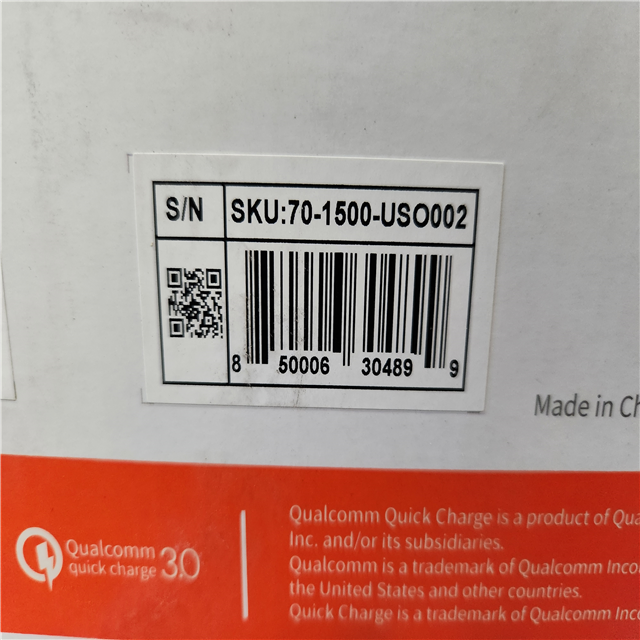 S/N
SKU:70-1500-USO002
8 50006 30489 9
Made in Ch
Qualcomm
quick charge 3.0
Qualcomm Quick Charge is a product of Qua
Inc. and/or its subsidiaries.
Qualcomm is a trademark of Qualcomm Incor
the United States and other countries.
Quick Charge is a trademark of Qualcomm Inco